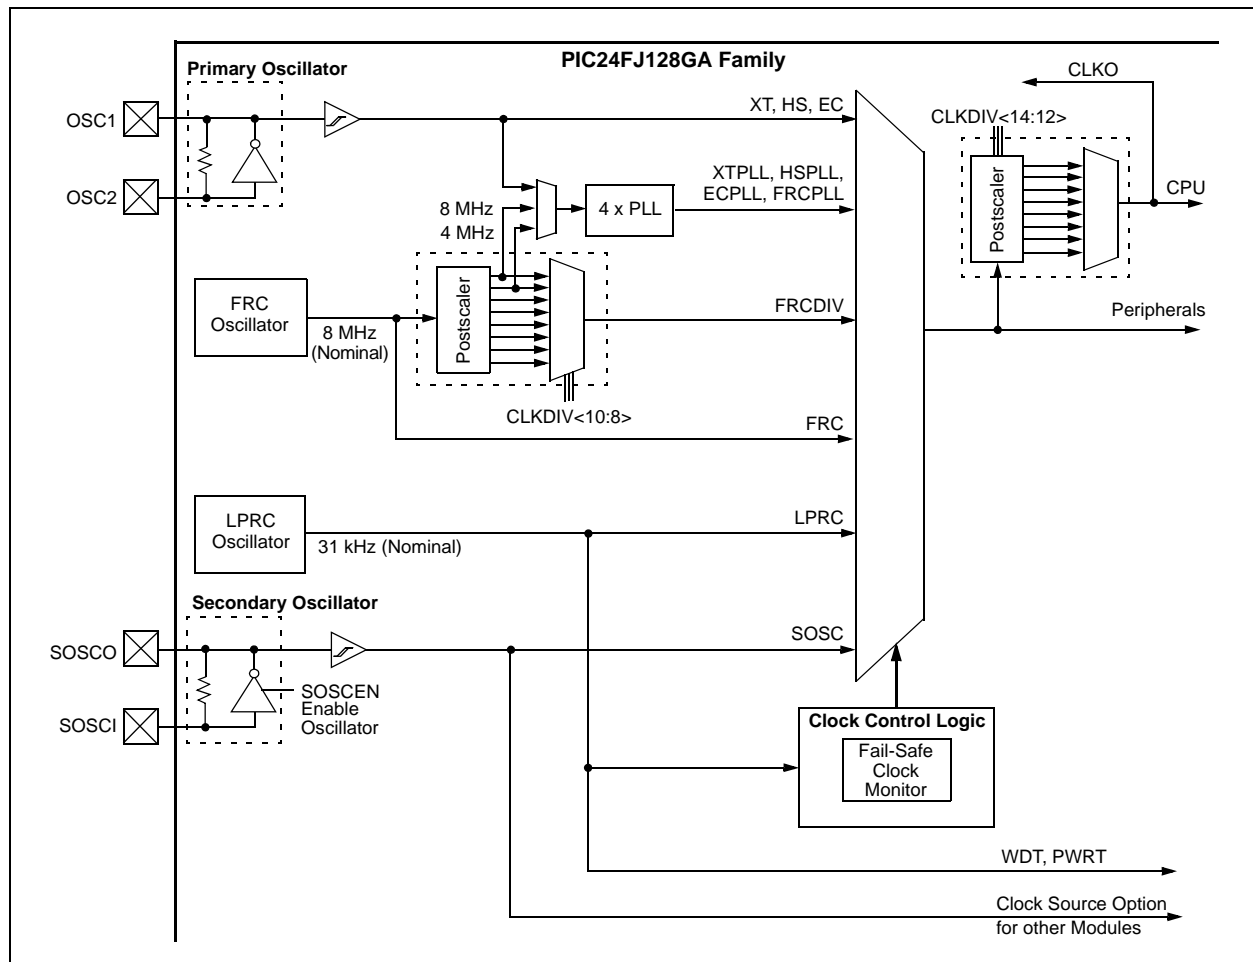 PIC24FJ128GA Family
Primary Oscillator
OSC1
OSC2
XT, HS, EC
XTPLL, HSPLL,
ECPLL, FRCPLL
8 MHz
4 MHz
4 x PLL
CLKO
CLKDIV<14:12>
Postscaler
CPU
Peripherals
FRC
Oscillator
8 MHz
(Nominal)
Postscaler
CLKDIV<10:8>
FRCDIV
FRC
LPRC
Oscillator
31 kHz (Nominal)
LPRC
Secondary Oscillator
SOSCO
SOSCI
SOSCEN
Enable
Oscillator
SOSC
Clock Control Logic
Fail-Safe
Clock
Monitor
WDT, PWRT
Clock Source Option
for other Modules